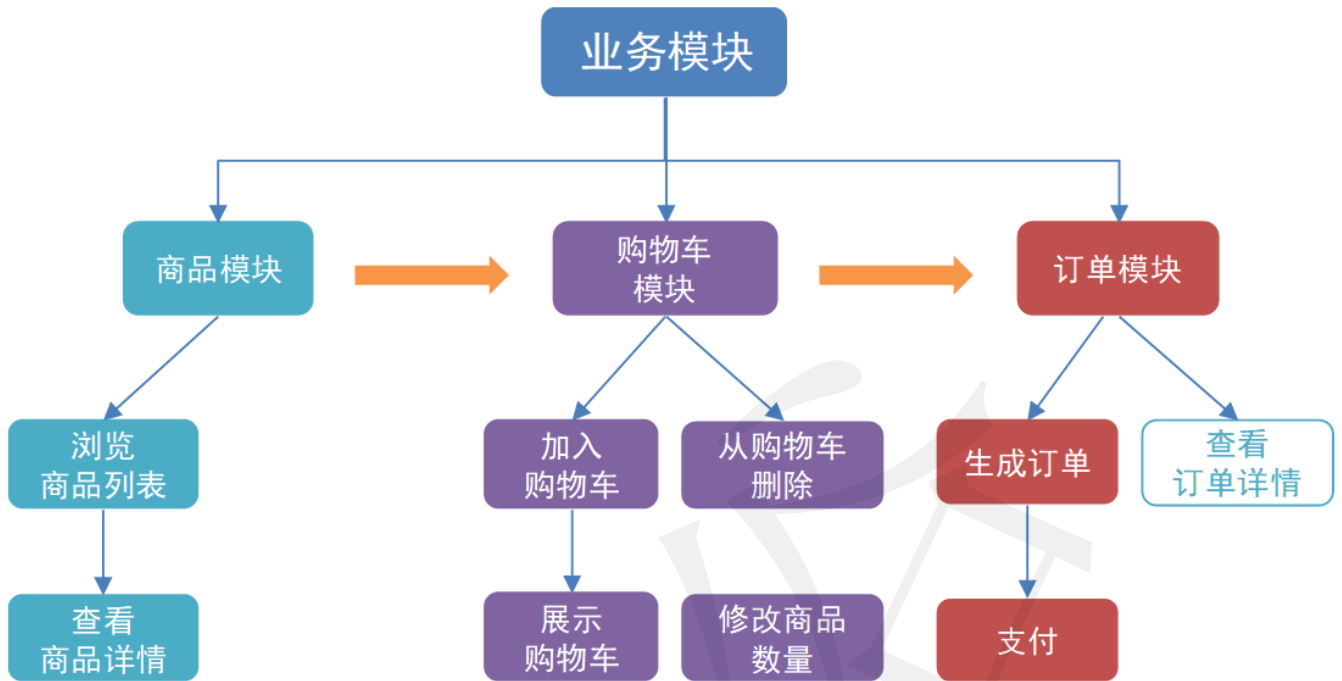 业务模块
商品模块
购物车
模块
订单模块
浏览
商品列表
加入
购物车
从购物车
删除
生成订单
查看
订单详情
查看
商品详情
展示
购物车
修改商品
数量
支付